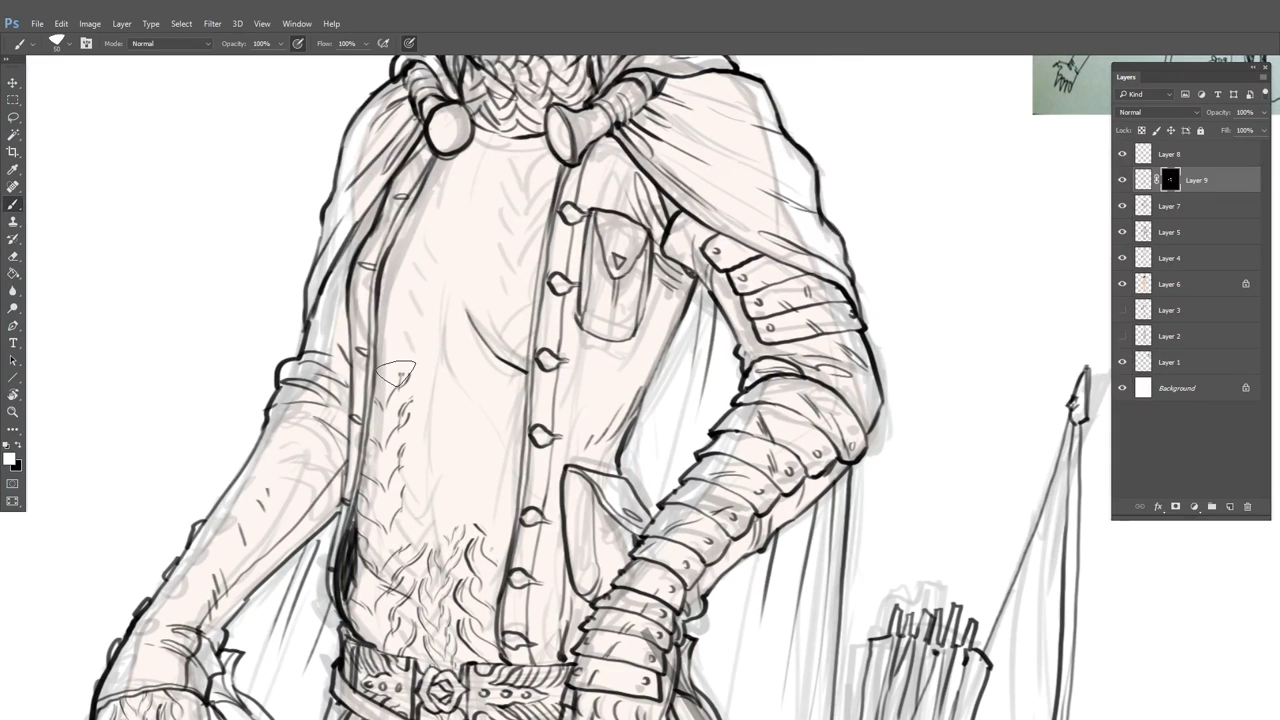 Ps File Edit Image Layer Type Select Filter 3D View Window Help
50 Mode: Normal Opacity: 100% Flow: 100%
Layers
Kind
Normal Opacity: 100%
Lock: Fill: 100%
Layer 8
Layer 9
Layer 7
Layer 5
Layer 4
Layer 6
Layer 3
Layer 2
Layer 1
Background
fx